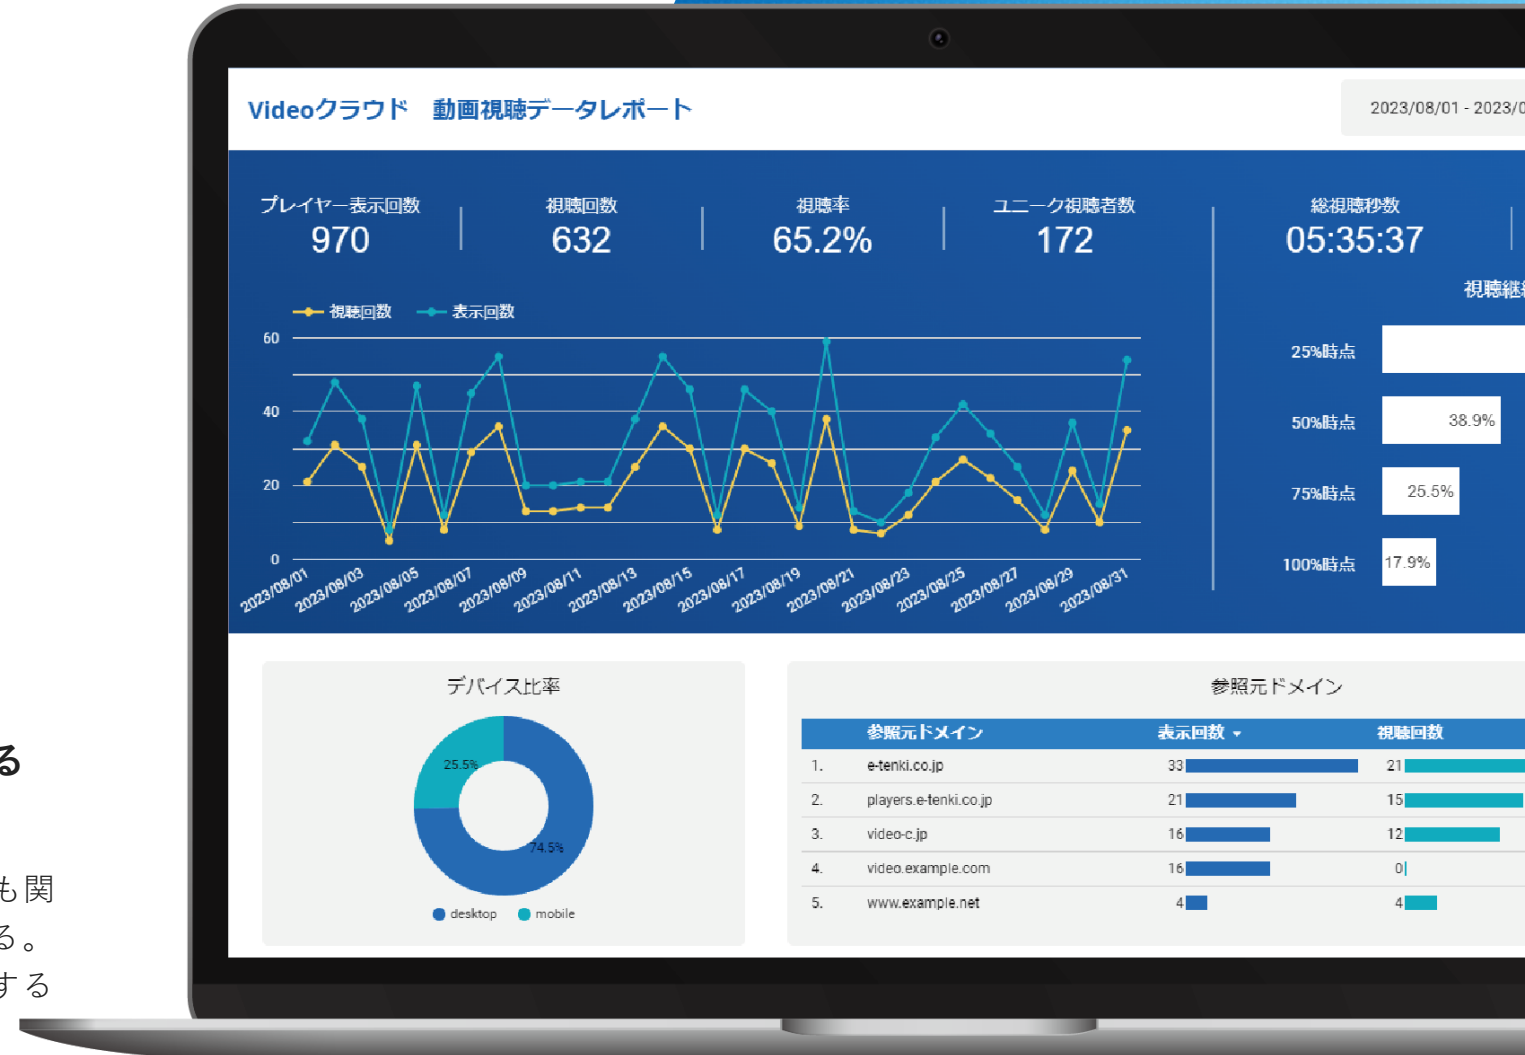 Videoクラウド 動画視聴データレポート
2023/08/01 - 2023/0
プレイヤー表示回数
970
視聴回数
632
視聴率
65.2%
ユニーク視聴者数
172
総視聴秒数
05:35:37
視聴回数
表示回数
60
40
20
0
2023/08/01
2023/08/03
2023/08/05
2023/08/07
2023/08/09
2023/08/11
2023/08/13
2023/08/15
2023/08/17
2023/08/19
2023/08/21
2023/08/23
2023/08/25
2023/08/27
2023/08/29
2023/08/31
視聴継
25%時点
50%時点 38.9%
75%時点 25.5%
100%時点 17.9%
デバイス比率
25.5%
74.5%
desktop mobile
参照元ドメイン
参照元ドメイン 表示回数 視聴回数
1. e-tenki.co.jp 33 21
2. players.e-tenki.co.jp 21 15
3. video-c.jp 16 12
4. video.example.com 16 0
5. www.example.net 4 4
る
も関
る。
する